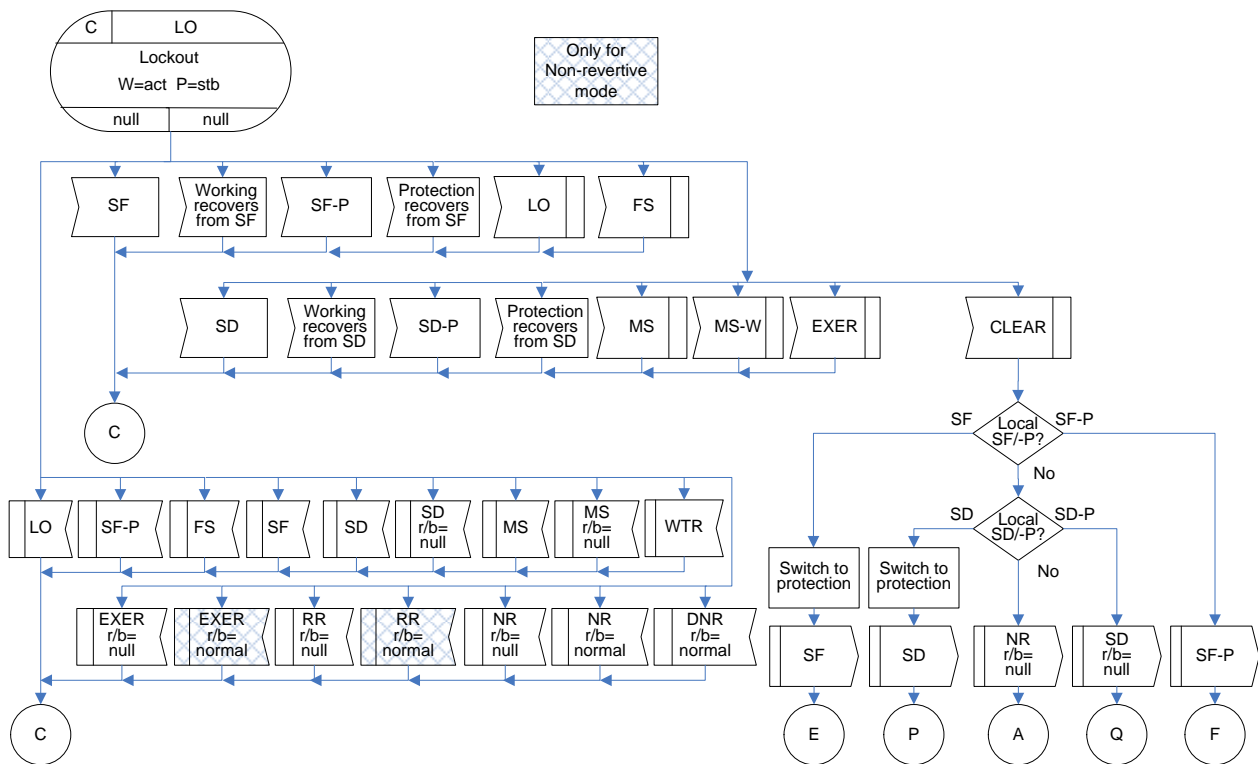 C LO
Lockout
W=act P=stb
null null
Only for
Non-revertive
mode
SF
Working
recovers
from SF
SF-P
Protection
recovers
from SF
LO
FS
SD
Working
recovers
from SD
SD-P
Protection
recovers
from SD
MS
MS-W
EXER
CLEAR
C
SF
Local
SF/-P?
SF-P
No
LO
SF-P
FS
SF
SD
SD
r/b=
null
MS
MS
r/b=
null
WTR
SD
Local
SD/-P?
SD-P
No
Switch to
protection
Switch to
protection
EXER
r/b=
null
EXER
r/b=
normal
RR
r/b=
null
RR
r/b=
normal
NR
r/b=
null
NR
r/b=
normal
DNR
r/b=
normal
SF
SD
NR
r/b=
null
SD
r/b=
null
SF-P
C
E
P
A
Q
F